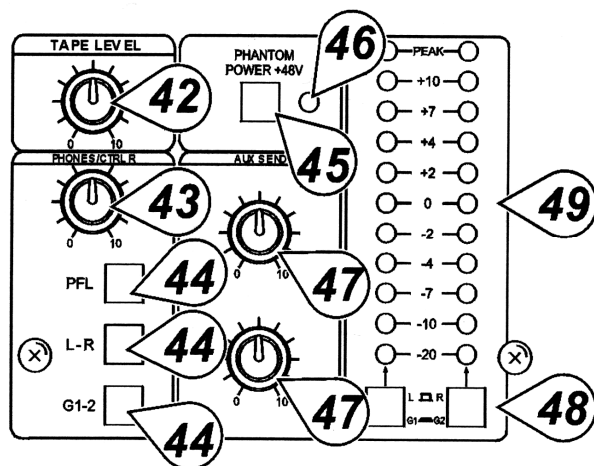 TAPE LEVEL
42
0 10
PHONES/CTRL R
43
0 10
PFL
44
L-R
44
G1-2
44
PHANTOM
POWER +48V
46
45
AUX SEND
47
0 10
47
0 10
PEAK
+10
+7
+4
+2
0
-2
-4
-7
-10
-20
49
L R
G1 G2
48